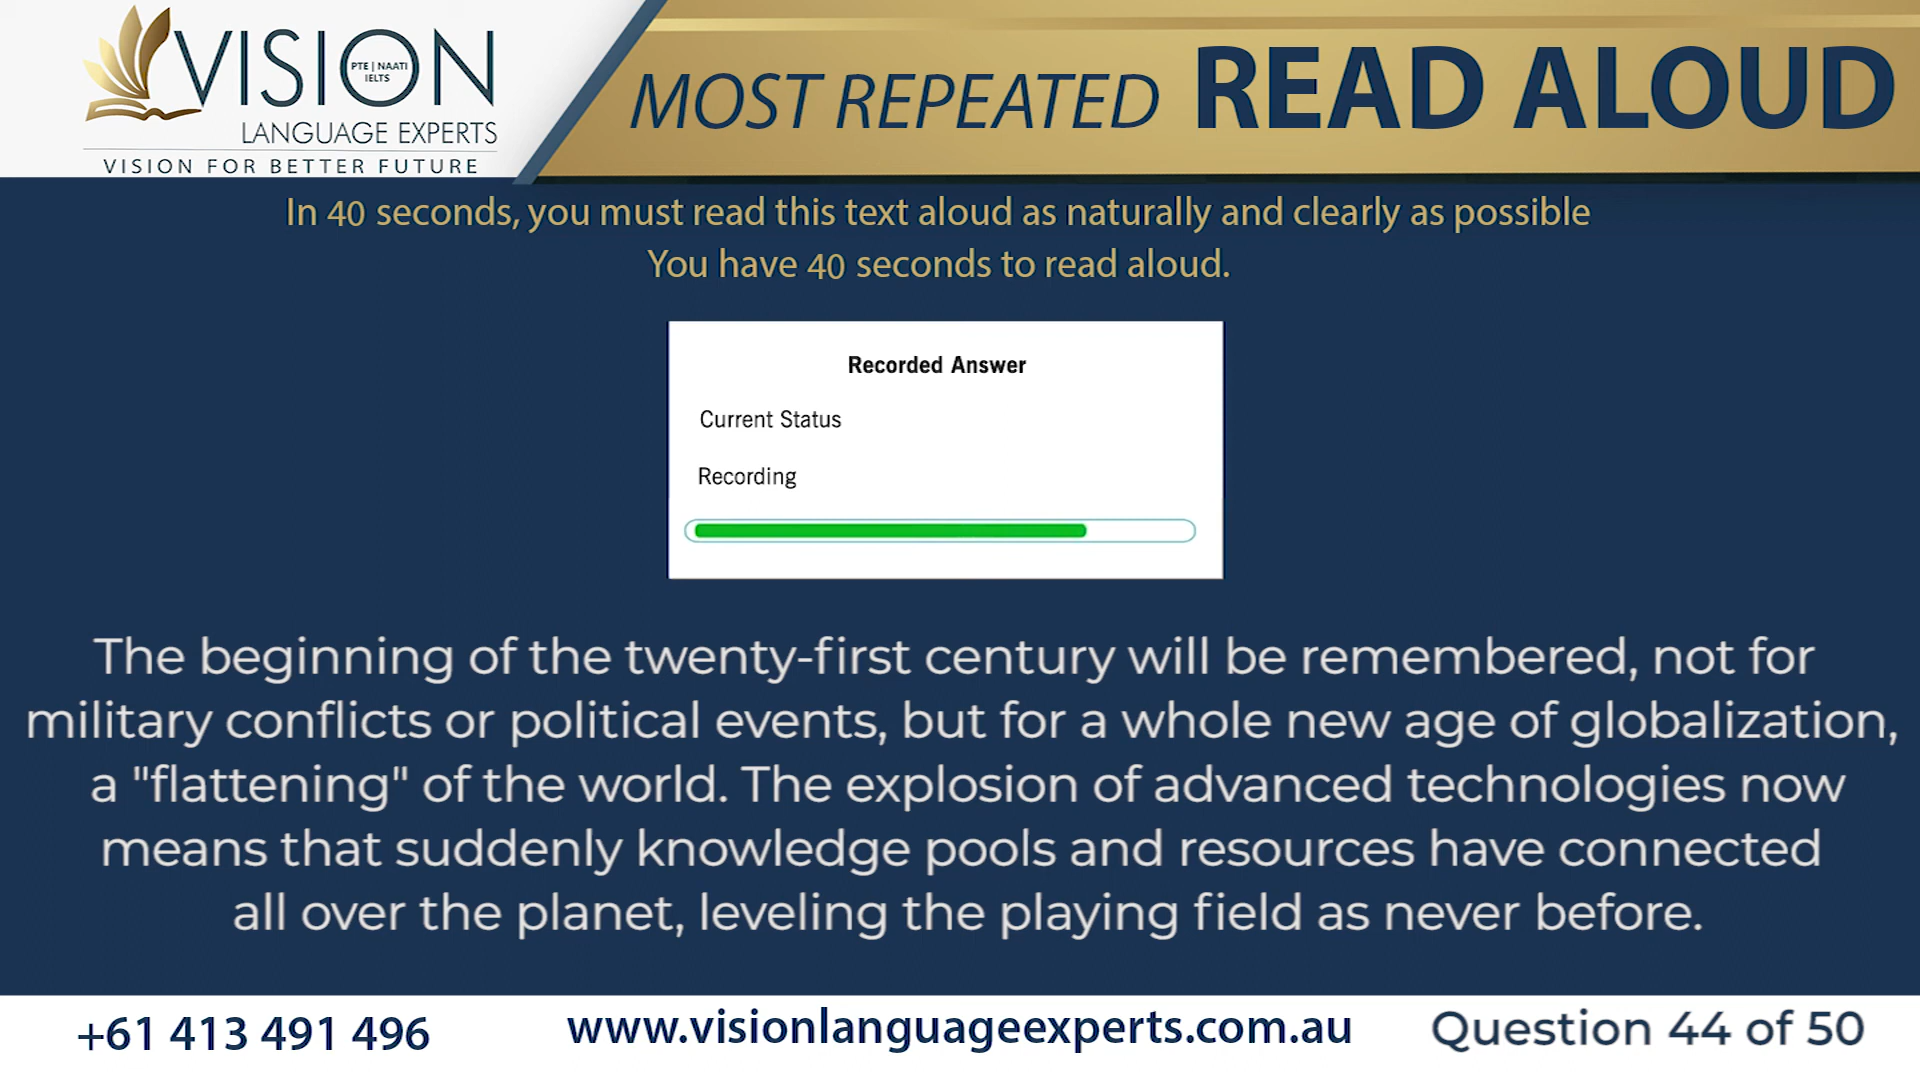 VISION
PTE | NAATI
IELTS
LANGUAGE EXPERTS
VISION FOR BETTER FUTURE
MOST REPEATED READ ALOUD
In 40 seconds, you must read this text aloud as naturally and clearly as possible
You have 40 seconds to read aloud.
Recorded Answer
Current Status
Recording
The beginning of the twenty-first century will be remembered, not for
military conflicts or political events, but for a whole new age of globalization,
a "flattening" of the world. The explosion of advanced technologies now
means that suddenly knowledge pools and resources have connected
all over the planet, leveling the playing field as never before.
+61 413 491 496
www.visionlanguageexperts.com.au
Question 44 of 50